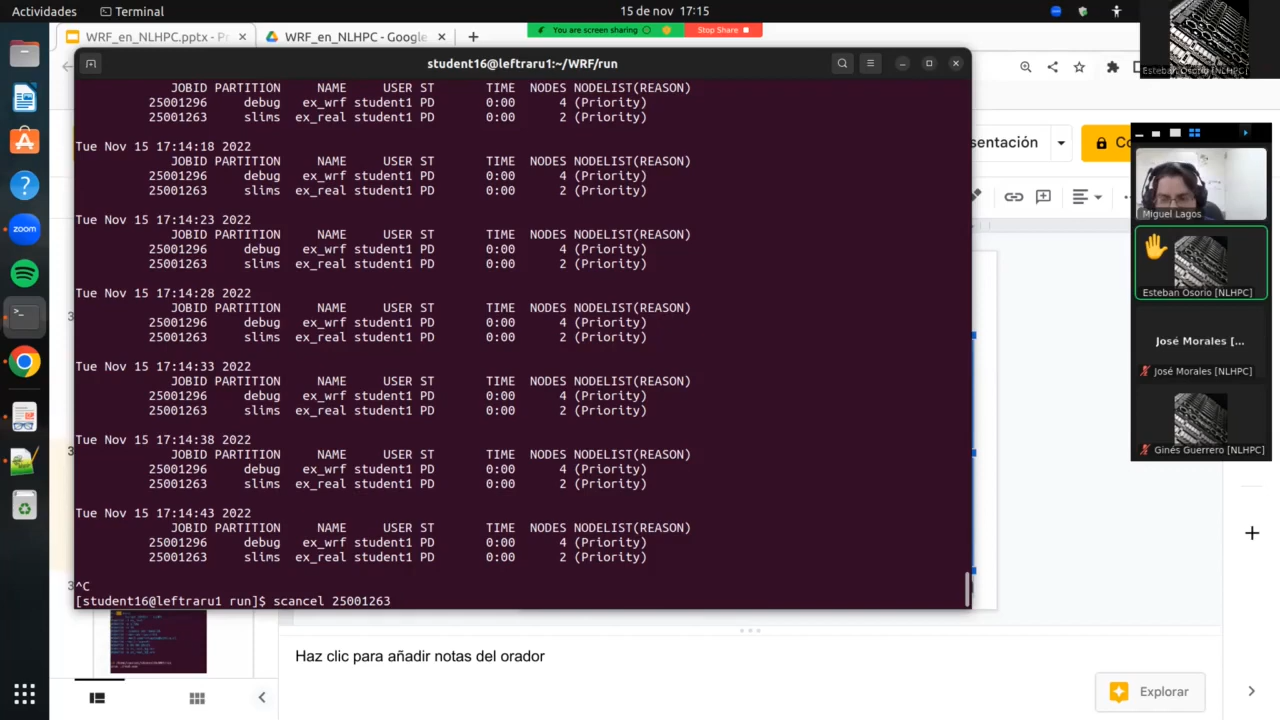 Actividades
Terminal
15 de nov 17:15
WRF_en_NLHPC.pptx - Pr
WRF_en_NLHPC - Google
You are screen sharing
Stop Share
Esteban Osorio [NLHPC]
student16@leftraru1:~/WRF/run
JOBID PARTITION NAME USER ST TIME NODES NODELIST(REASON)
25001296 debug ex_wrf student1 PD 0:00 4 (Priority)
25001263 slims ex_real student1 PD 0:00 2 (Priority)
Tue Nov 15 17:14:18 2022
JOBID PARTITION NAME USER ST TIME NODES NODELIST(REASON)
25001296 debug ex_wrf student1 PD 0:00 4 (Priority)
25001263 slims ex_real student1 PD 0:00 2 (Priority)
Tue Nov 15 17:14:23 2022
JOBID PARTITION NAME USER ST TIME NODES NODELIST(REASON)
25001296 debug ex_wrf student1 PD 0:00 4 (Priority)
25001263 slims ex_real student1 PD 0:00 2 (Priority)
Tue Nov 15 17:14:28 2022
JOBID PARTITION NAME USER ST TIME NODES NODELIST(REASON)
25001296 debug ex_wrf student1 PD 0:00 4 (Priority)
25001263 slims ex_real student1 PD 0:00 2 (Priority)
Tue Nov 15 17:14:33 2022
JOBID PARTITION NAME USER ST TIME NODES NODELIST(REASON)
25001296 debug ex_wrf student1 PD 0:00 4 (Priority)
25001263 slims ex_real student1 PD 0:00 2 (Priority)
Tue Nov 15 17:14:38 2022
JOBID PARTITION NAME USER ST TIME NODES NODELIST(REASON)
25001296 debug ex_wrf student1 PD 0:00 4 (Priority)
25001263 slims ex_real student1 PD 0:00 2 (Priority)
Tue Nov 15 17:14:43 2022
JOBID PARTITION NAME USER ST TIME NODES NODELIST(REASON)
25001296 debug ex_wrf student1 PD 0:00 4 (Priority)
25001263 slims ex_real student1 PD 0:00 2 (Priority)
^C
[student16@leftraru1 run]$ scancel 25001263
sentación
Co
zoom
Miguel Lagos
Esteban Osorio [NLHPC]
José Morales [...
José Morales [NLHPC]
Ginés Guerrero [NLHPC]
Haz clic para añadir notas del orador
Explorar